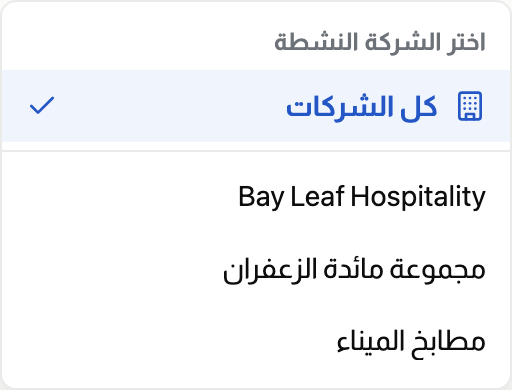 اختر الشركة النشطة
كل الشركات
Bay Leaf Hospitality
مجموعة مائدة الزعفران
مطابخ الميناء